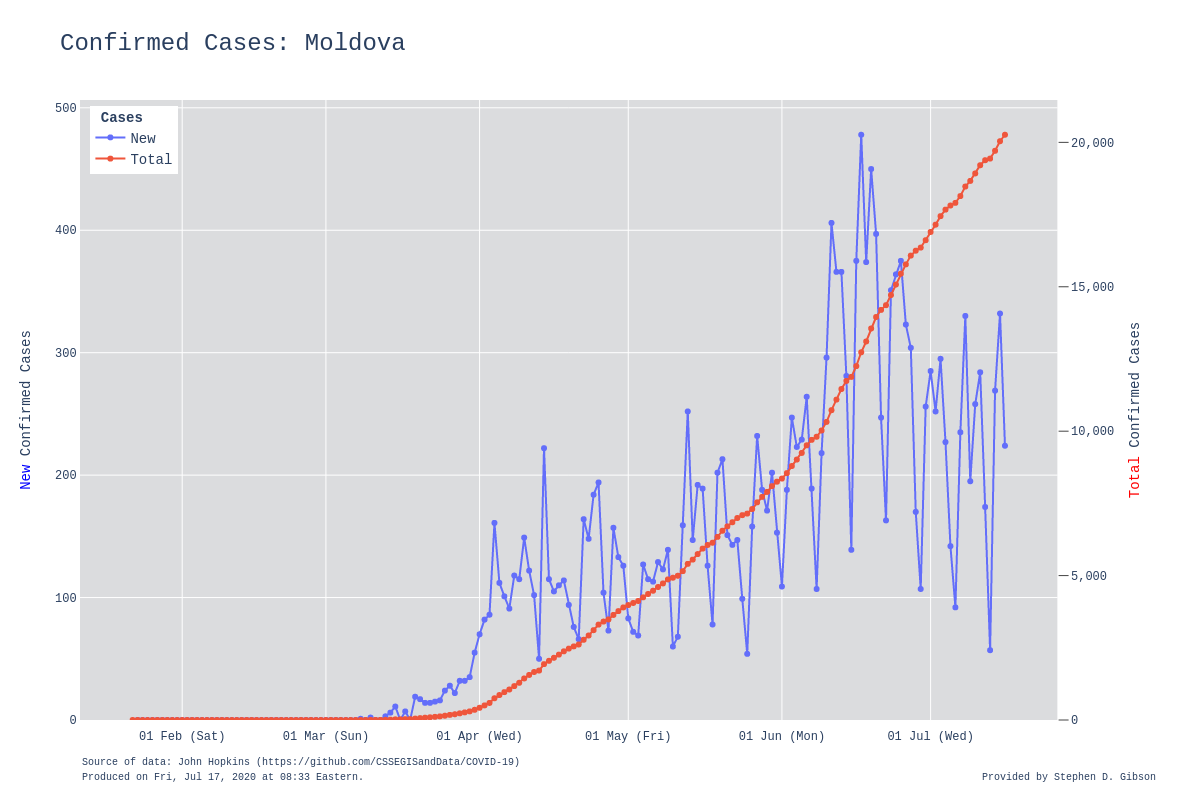 Confirmed Cases: Moldova
Cases
New
Total
500
400
300
200
100
0
20,000
15,000
10,000
5,000
0
New Confirmed Cases
Total Confirmed Cases
01 Feb (Sat)
01 Mar (Sun)
01 Apr (Wed)
01 May (Fri)
01 Jun (Mon)
01 Jul (Wed)
Source of data: John Hopkins (https://github.com/CSSEGISandData/COVID-19)
Produced on Fri, Jul 17, 2020 at 08:33 Eastern.
Provided by Stephen D. Gibson